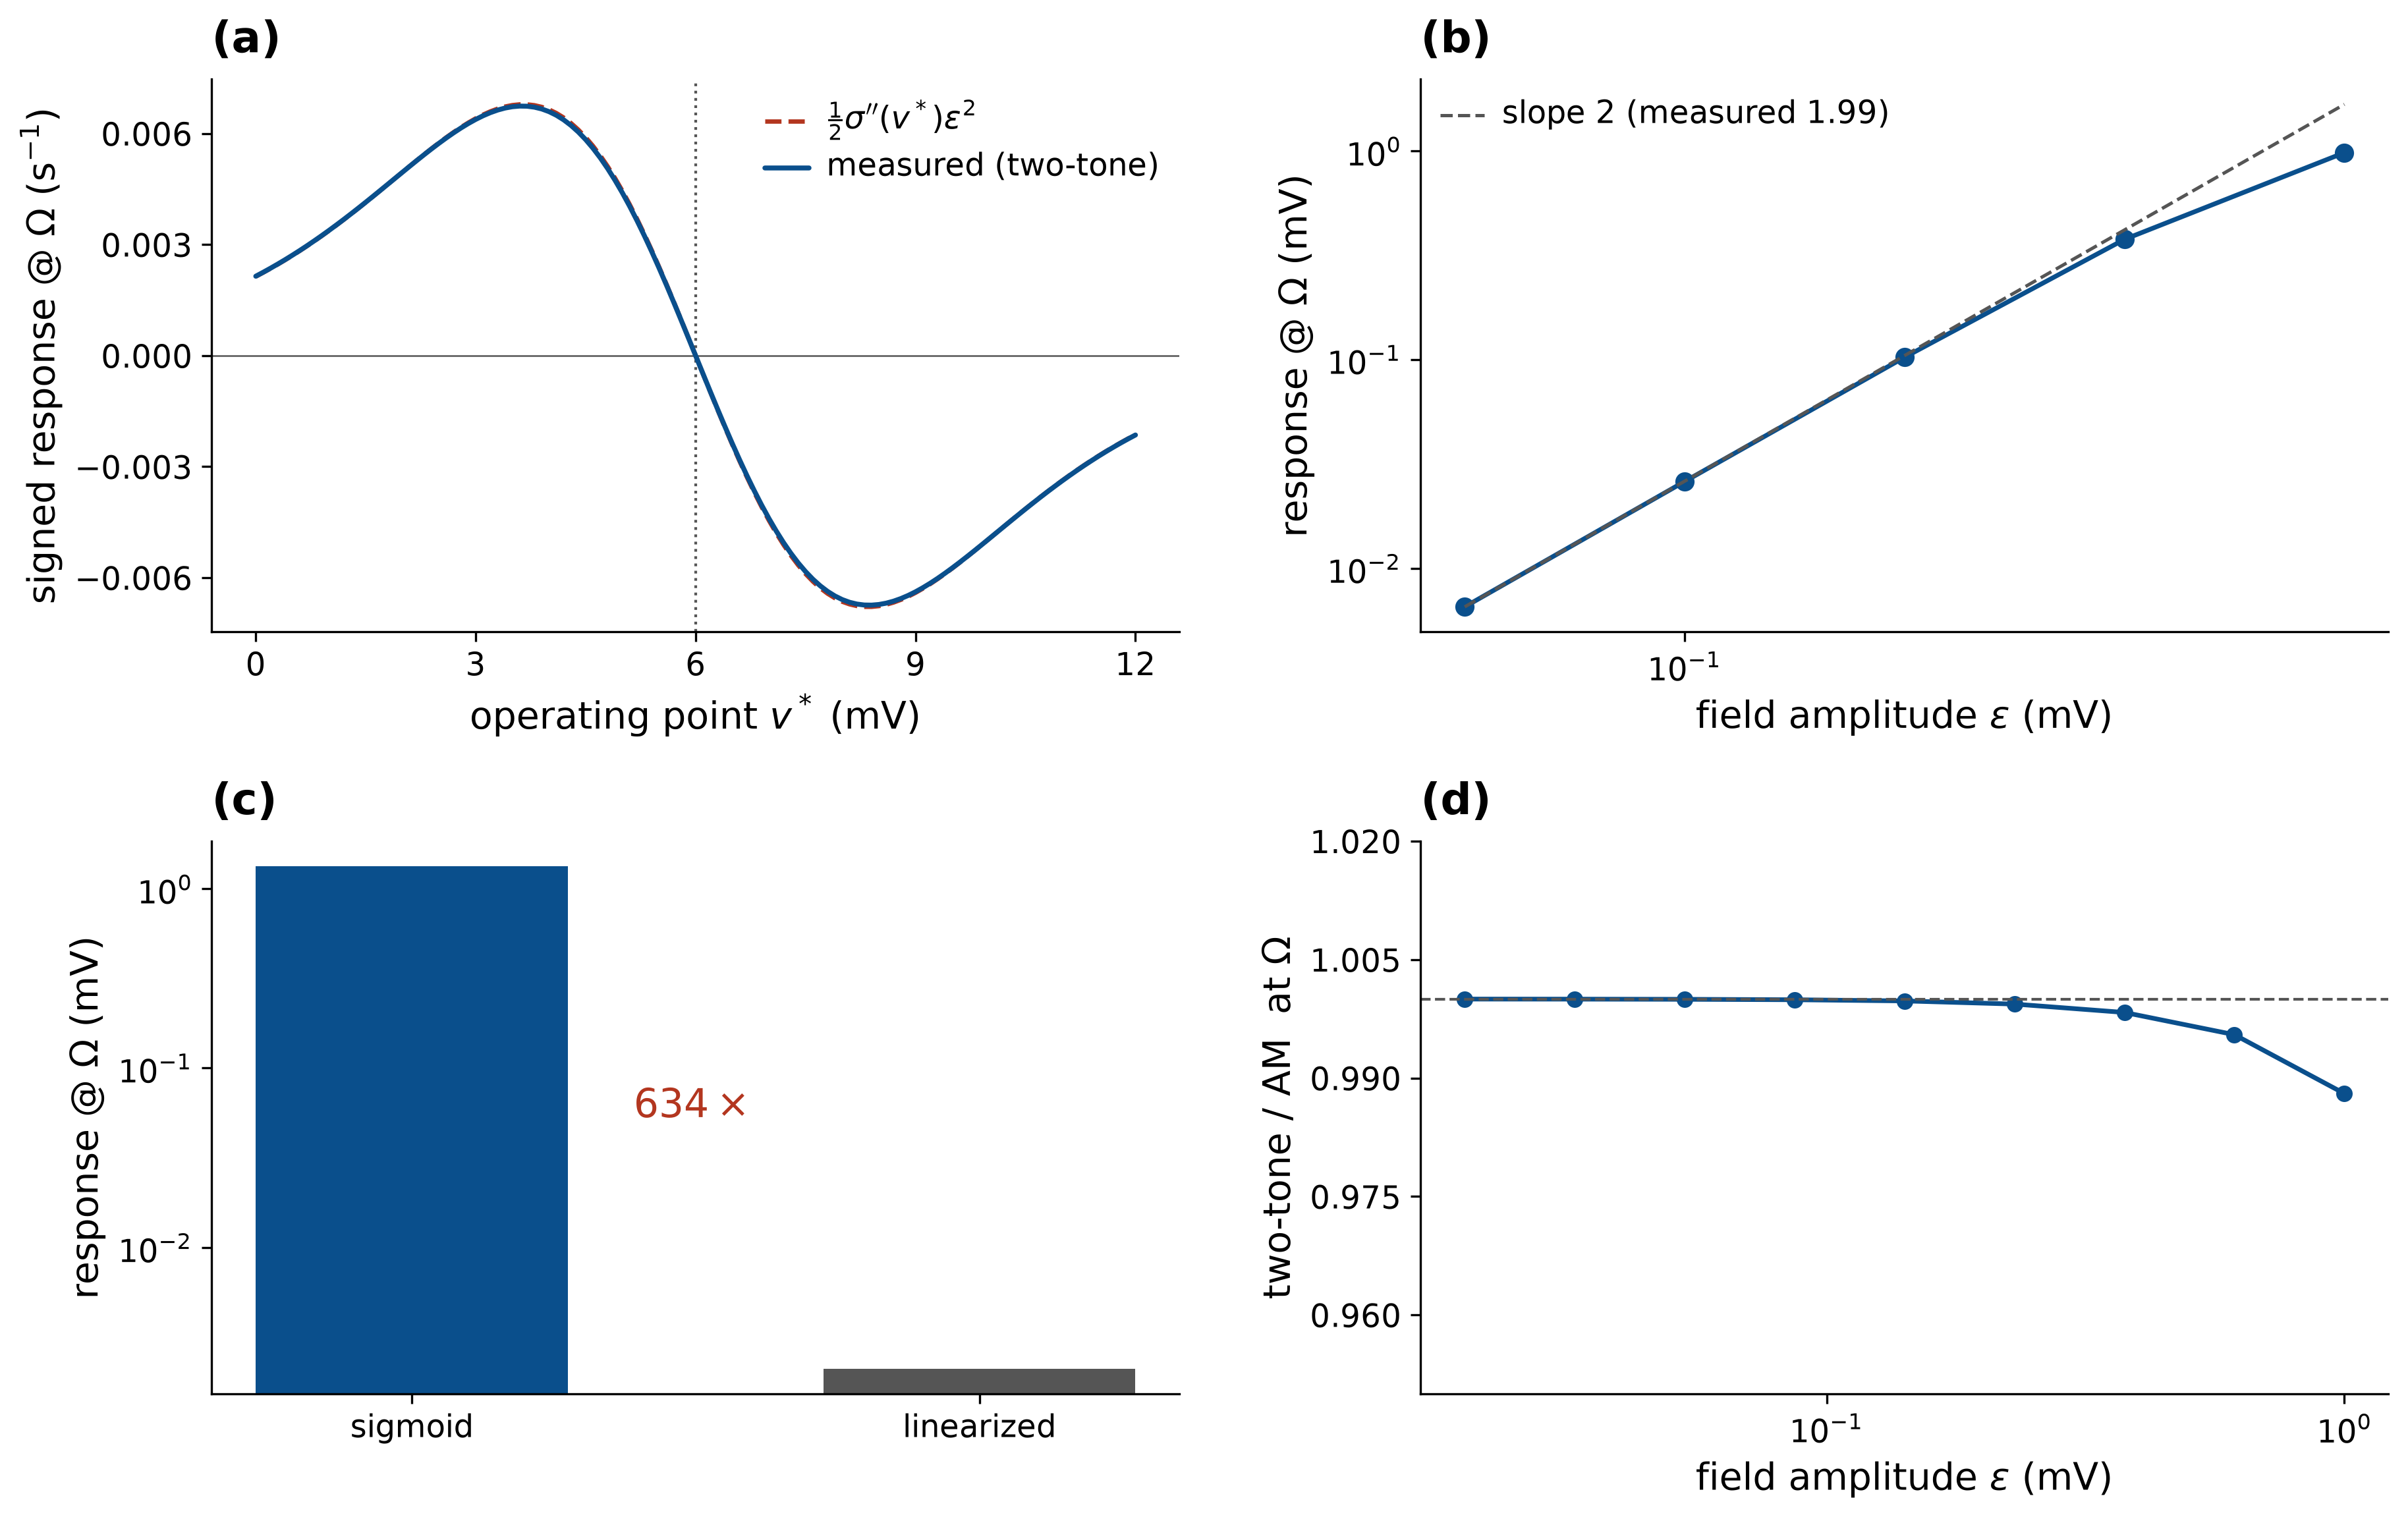 (a)
signed response @ Ω (s⁻¹)
0.006
0.003
0.000
−0.003
−0.006
½σ′′(v*)ε²
measured (two-tone)
0 3 6 9 12
operating point v* (mV)
(b)
response @ Ω (mV)
slope 2 (measured 1.99)
10⁰
10⁻¹
10⁻²
10⁻¹
field amplitude ε (mV)
(c)
response @ Ω (mV)
10⁰
10⁻¹
10⁻²
634 ×
sigmoid linearized
(d)
two-tone / AM at Ω
1.020
1.005
0.990
0.975
0.960
10⁻¹ 10⁰
field amplitude ε (mV)